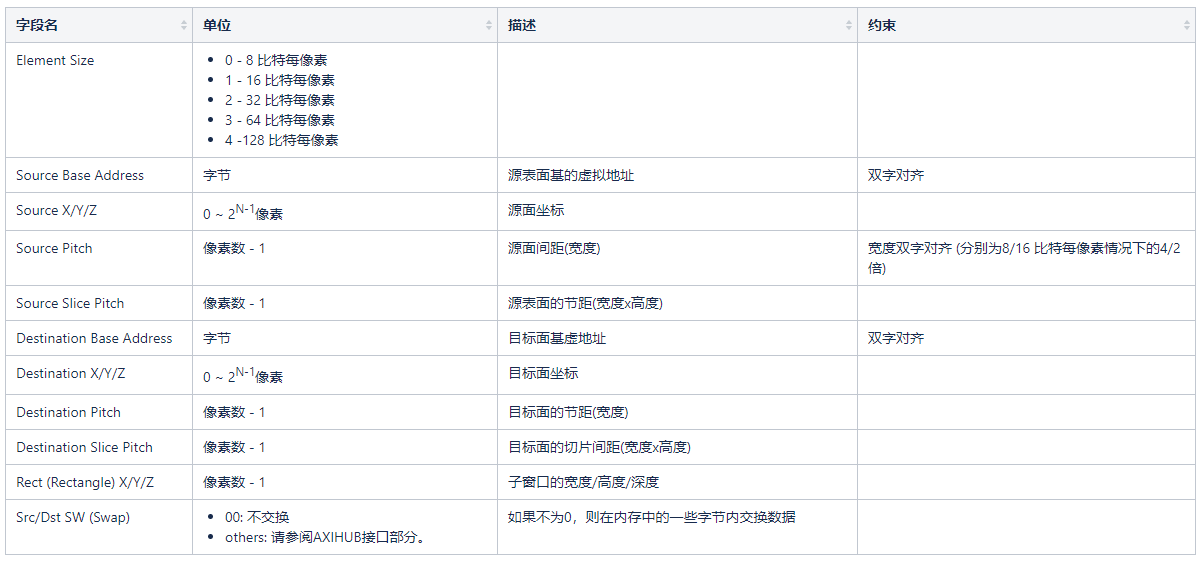 字段名 单位 描述 约束
Element Size
0 - 8 比特每像素
1 - 16 比特每像素
2 - 32 比特每像素
3 - 64 比特每像素
4 -128 比特每像素
Source Base Address 字节 源表面基的虚拟地址 双字对齐
Source X/Y/Z 0 ~ 2^N-1像素 源面坐标
Source Pitch 像素数 - 1 源面间距(宽度) 宽度双字对齐 (分别为8/16 比特每像素情况下的4/2
倍)
Source Slice Pitch 像素数 - 1 源表面的节距(宽度x高度)
Destination Base Address 字节 目标面基虚地址 双字对齐
Destination X/Y/Z 0 ~ 2^N-1像素 目标面坐标
Destination Pitch 像素数 - 1 目标面的节距(宽度)
Destination Slice Pitch 像素数 - 1 目标面的切片间距(宽度x高度)
Rect (Rectangle) X/Y/Z 像素数 - 1 子窗口的宽度/高度/深度
Src/Dst SW (Swap) 00: 不交换 如果不为0，则在内存中的一些字节内交换数据
others: 请参阅AXIHUB接口部分。